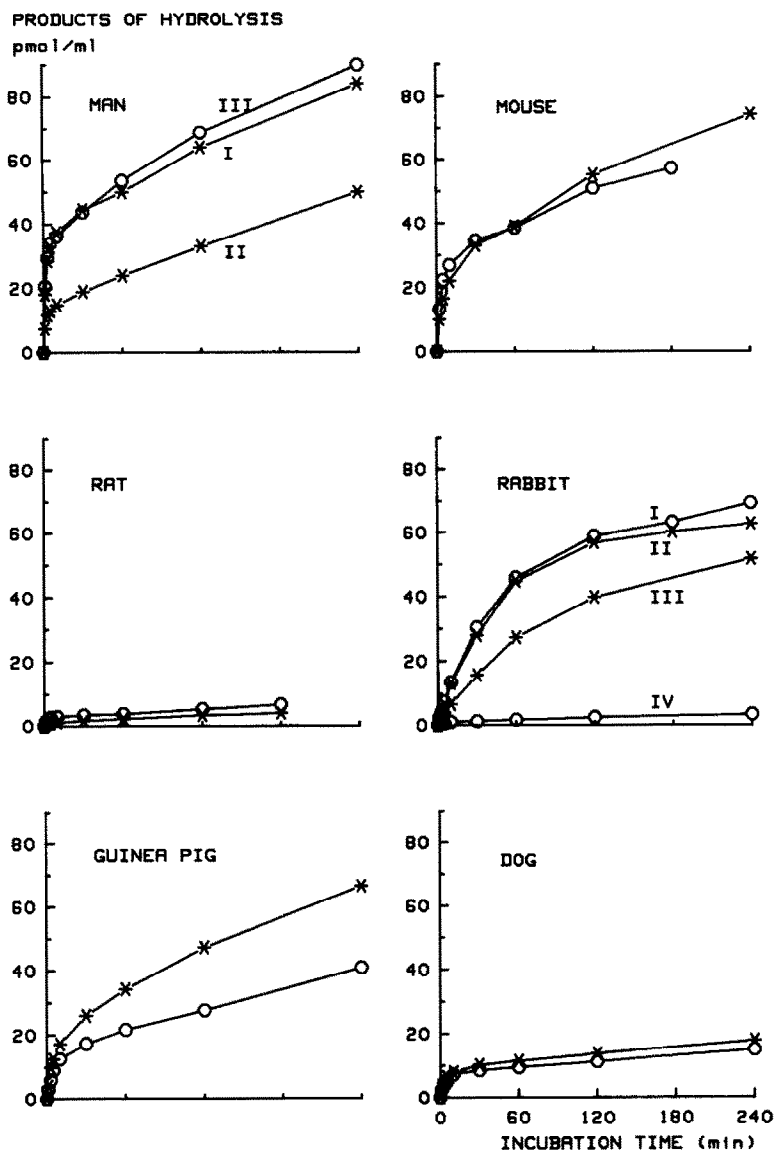 PRODUCTS OF HYDROLYSIS
pmol/ml
80
60
40
20
0
MAN
III
I
II
MOUSE
80
60
40
20
0
RAT
80
60
40
20
0
RABBIT
80
60
40
20
0
I
II
III
IV
GUINEA PIG
80
60
40
20
0
DOG
80
60
40
20
0
0 60 120 180 240
INCUBATION TIME (min)